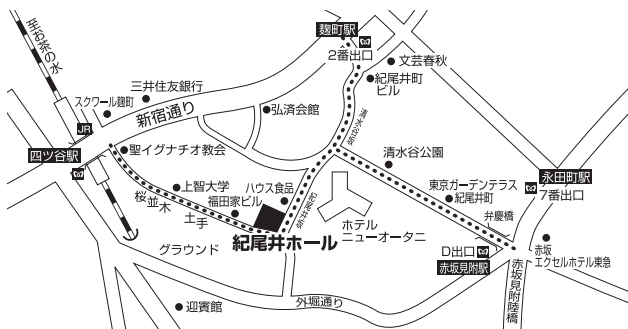 至お茶の水
麹町駅
2番出口
文芸春秋
紀尾井町
ビル
三井住友銀行
スクワール麹町
新宿通り
弘済会館
清水谷坂
JR
四ツ谷駅
聖イグナチオ教会
清水谷公園
上智大学
ハウス食品
福田家ビル
桜並木
土手
紀尾井坂
東京ガーデンテラス
紀尾井町
永田町駅
7番出口
弁慶橋
ホテル
ニューオータニ
紀尾井ホール
グラウンド
D出口
赤坂見附駅
赤坂
エクセルホテル東急
赤坂見附陸橋
外堀通り
迎賓館